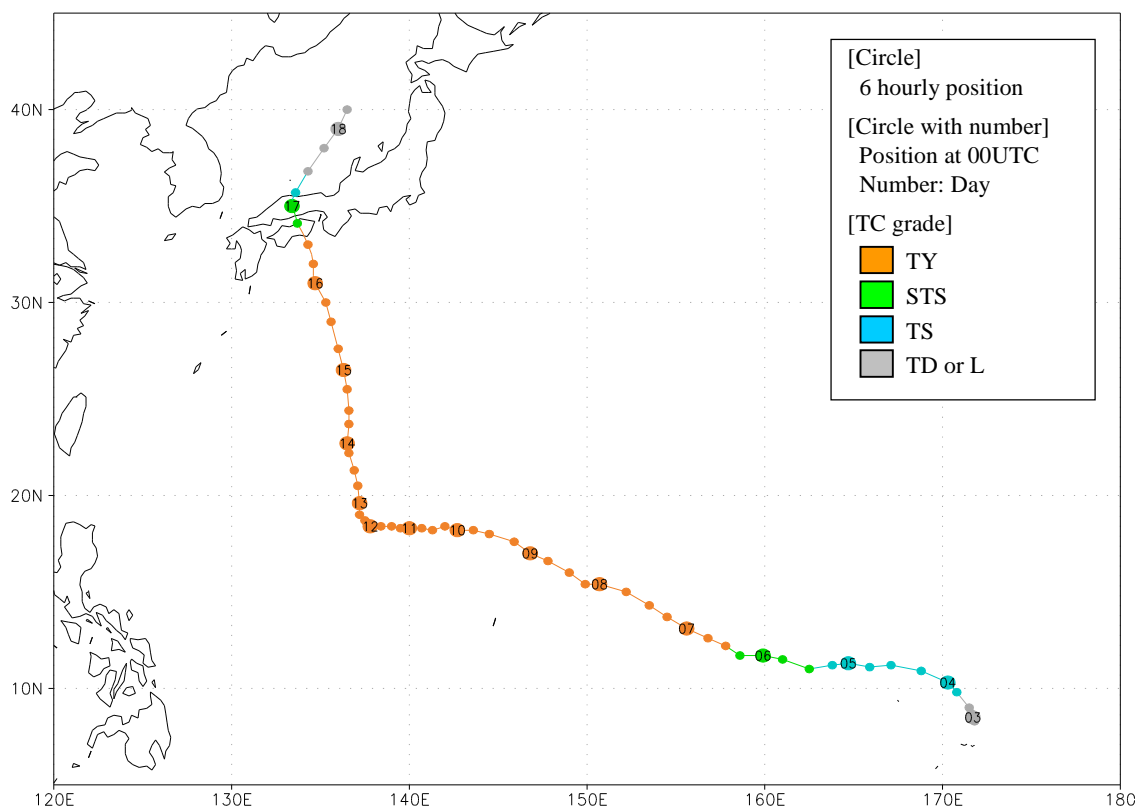 [Circle]
6 hourly position
[Circle with number]
Position at 00UTC
Number: Day
[TC grade]
TY
STS
TS
TD or L
40N
30N
20N
10N
18
17
16
15
14
13
12
11
10
09
08
07
06
05
04
03
120E
130E
140E
150E
160E
170E
180